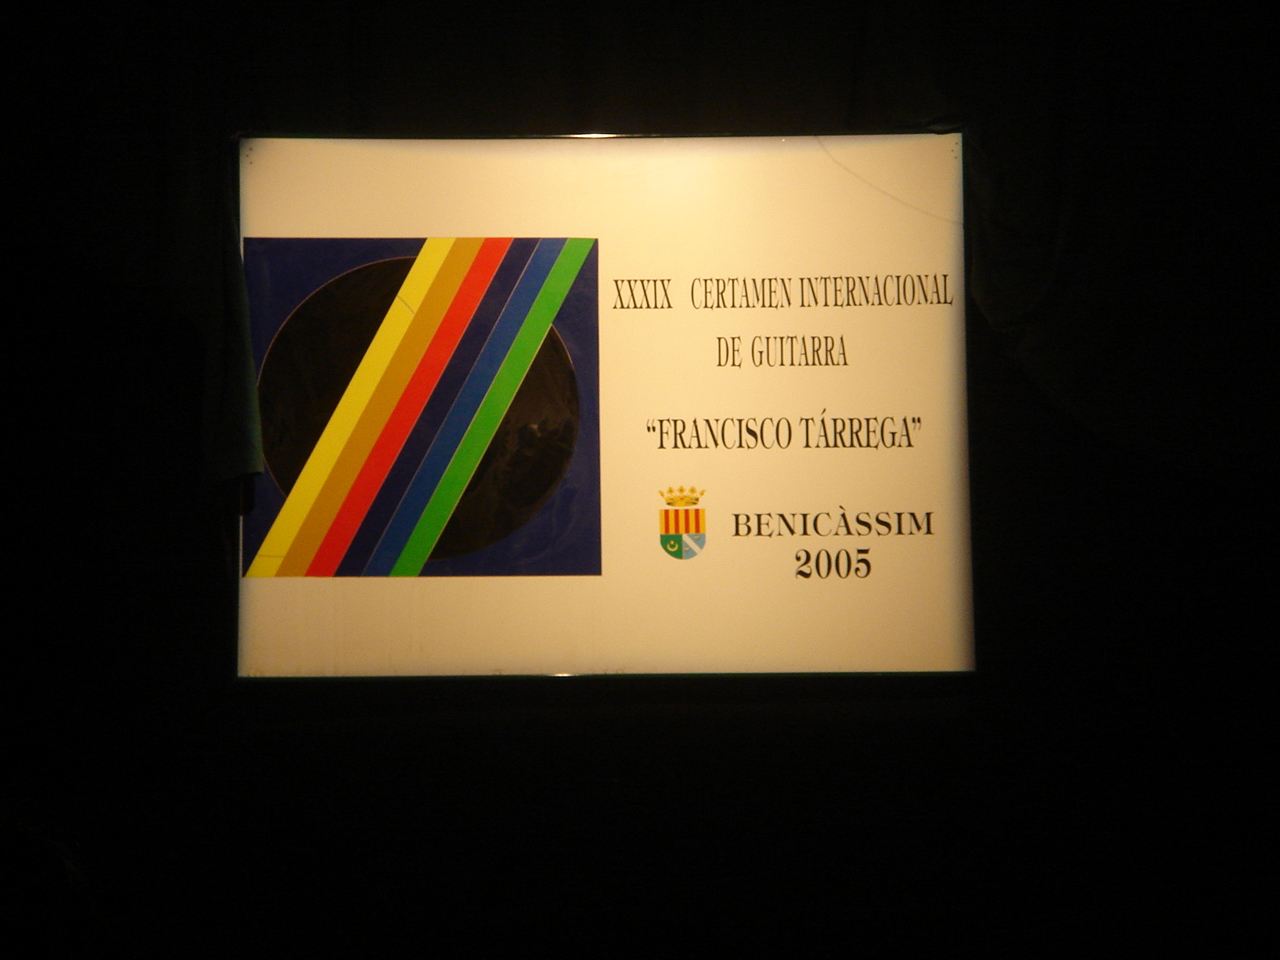 XXXIX CERTAMEN INTERNACIONAL
DE GUITARRA
“FRANCISCO TÁRREGA”
BENICÀSSIM
2005